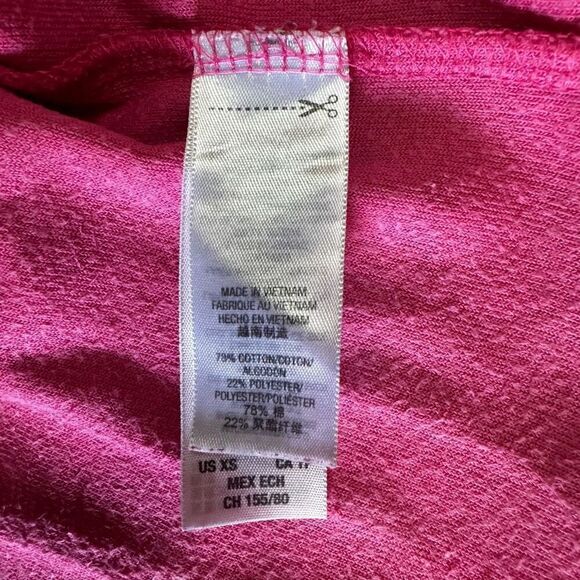 MADE IN VIETNAM
FABRIQUE AU VIETNAM
HECHO EN VIETNAM
越南制造
78% COTTON/COTON/
ALGODON
22% POLYESTER/
POLYESTER/POLIÉSTER
78% 棉
22% 聚酯纤维
US XS CA
MEX ECH
CH 155/80